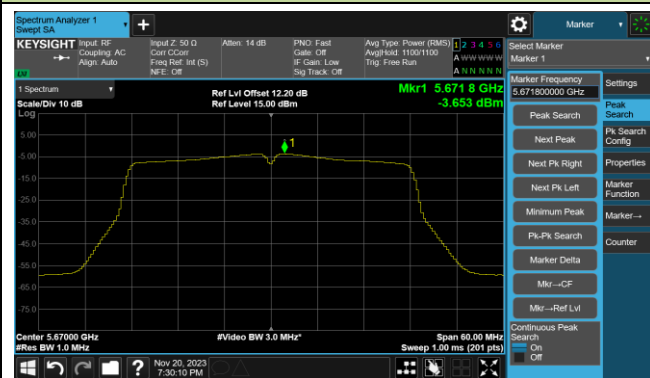 Spectrum Analyzer 1
Swept SA
Marker
KEYSIGHT
Input: RF
Coupling: AC
Align: Auto
Input Z: 50 Ω
Corr CCorr
Freq Ref: Int (S)
NFE: Off
Atten: 14 dB
PNO: Fast
Gate: Off
IF Gain: Low
Sig Track: Off
Avg Type: Power (RMS)
Avg|Hold: 1100/1100
Trig: Free Run
1 2 3 4 5 6
A W W W W W
A N N N N N
LXI
1 Spectrum
Scale/Div 10 dB
Log
Ref Lvl Offset 12.20 dB
Ref Level 15.00 dBm
Mkr1 5.671 8 GHz
-3.653 dBm
1
5.00
-5.00
-15.0
-25.0
-35.0
-45.0
-55.0
-65.0
-75.0
Center 5.67000 GHz
#Res BW 1.0 MHz
#Video BW 3.0 MHz*
Span 60.00 MHz
Sweep 1.00 ms (201 pts)
Nov 20, 2023
7:30:10 PM
Select Marker
Marker 1
Marker Frequency
5.671800000 GHz
Peak Search
Next Peak
Next Pk Right
Next Pk Left
Minimum Peak
Pk-Pk Search
Marker Delta
Mkr→CF
Mkr→Ref Lvl
Continuous Peak
Search
On
Off
Settings
Peak
Search
Pk Search
Config
Properties
Marker
Function
Marker→
Counter